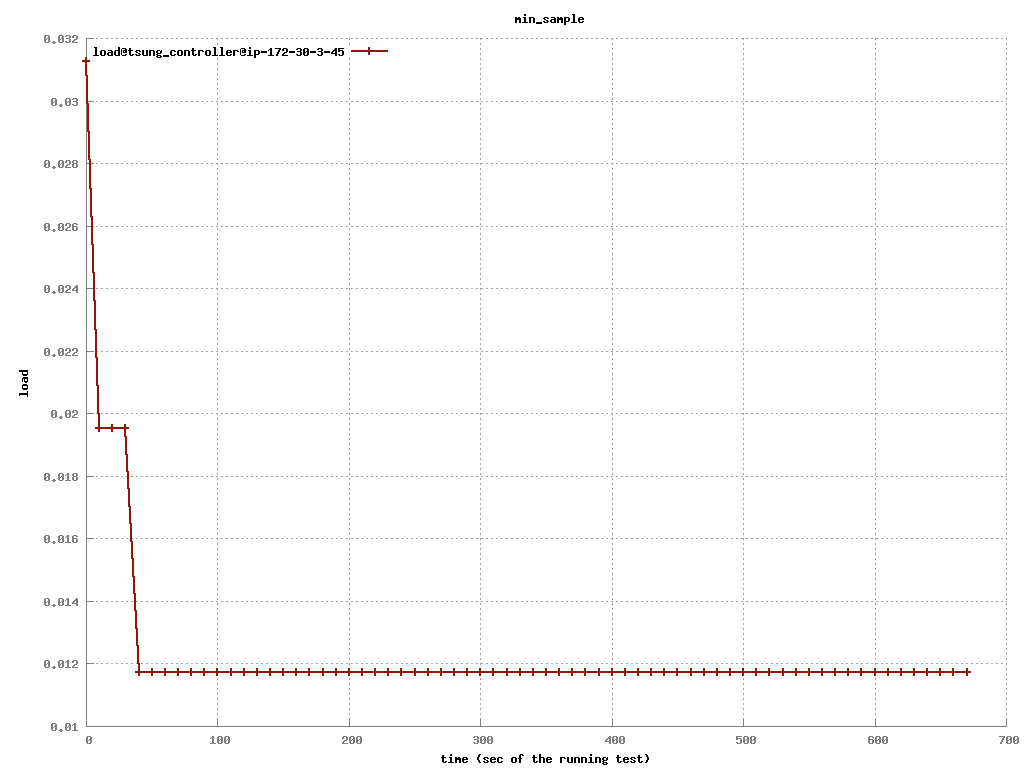 min_sample
load@tsung_controller@ip-172-30-3-45
0.032
0.03
0.028
0.026
0.024
0.022
0.02
0.018
0.016
0.014
0.012
0.01
load
0 100 200 300 400 500 600 700
time (sec of the running test)